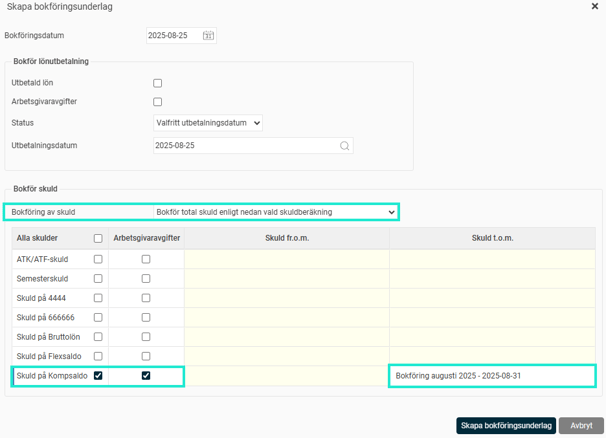 Skapa bokföringsunderlag
Bokföringsdatum 2025-08-25
Bokför lönutbetalning
Utbetald lön
Arbetsgivaravgifter
Status Valfritt utbetalningsdatum
Utbetalningsdatum 2025-08-25
Bokför skuld
Bokföring av skuld Bokför total skuld enligt nedan vald skuldberäkning
Alla skulder Arbetsgivaravgifter Skuld fr.o.m. Skuld t.o.m.
ATK/ATF-skuld
Semesterskuld
Skuld på 4444
Skuld på 666666
Skuld på Bruttolön
Skuld på Flexsaldo
Skuld på Kompsaldo Bokföring augusti 2025 - 2025-08-31
Skapa bokföringsunderlag Avbryt